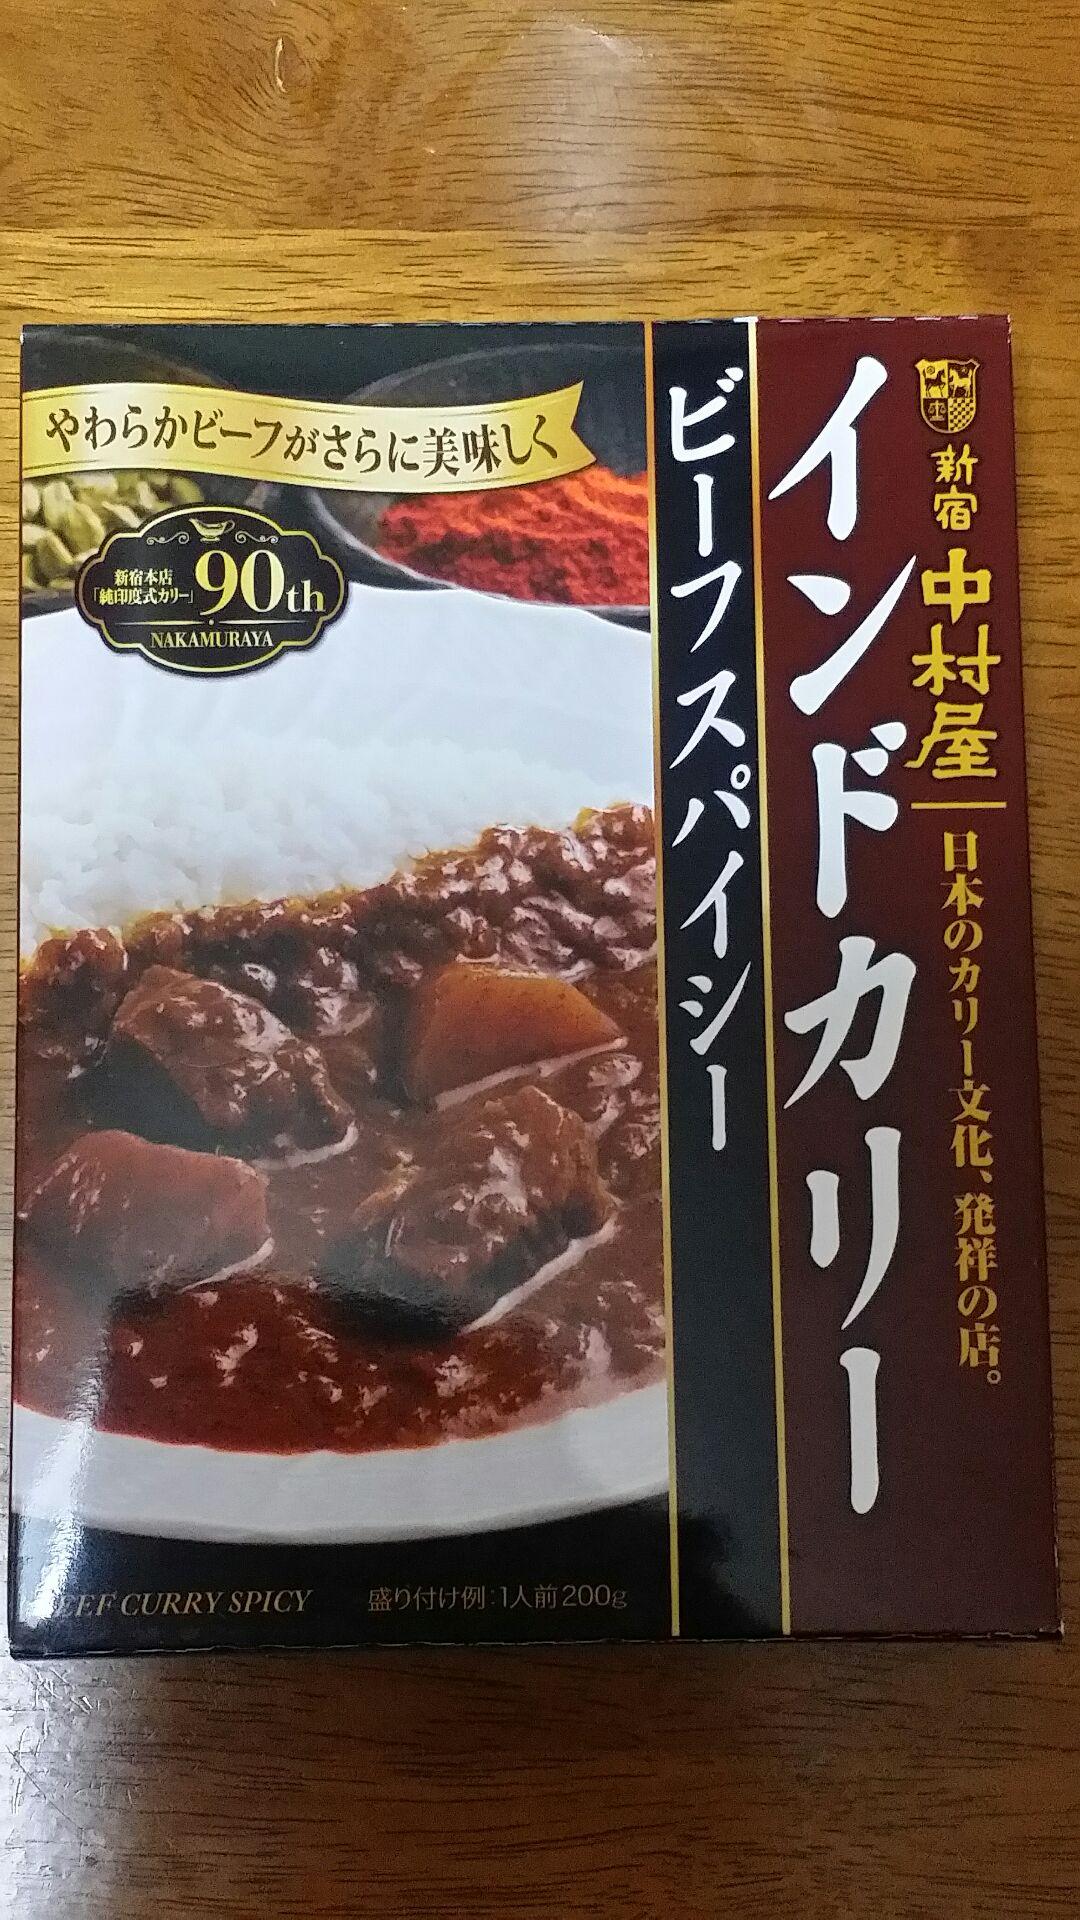 新宿
中村屋
日本のカリー文化、発祥の店。
インドカリー
ビーフスパイシー
やわらかビーフがさらに美味しく
新宿本店
「純印度式カリー」
90th
NAKAMURAYA
BEEF CURRY SPICY
盛り付け例:1人前200g